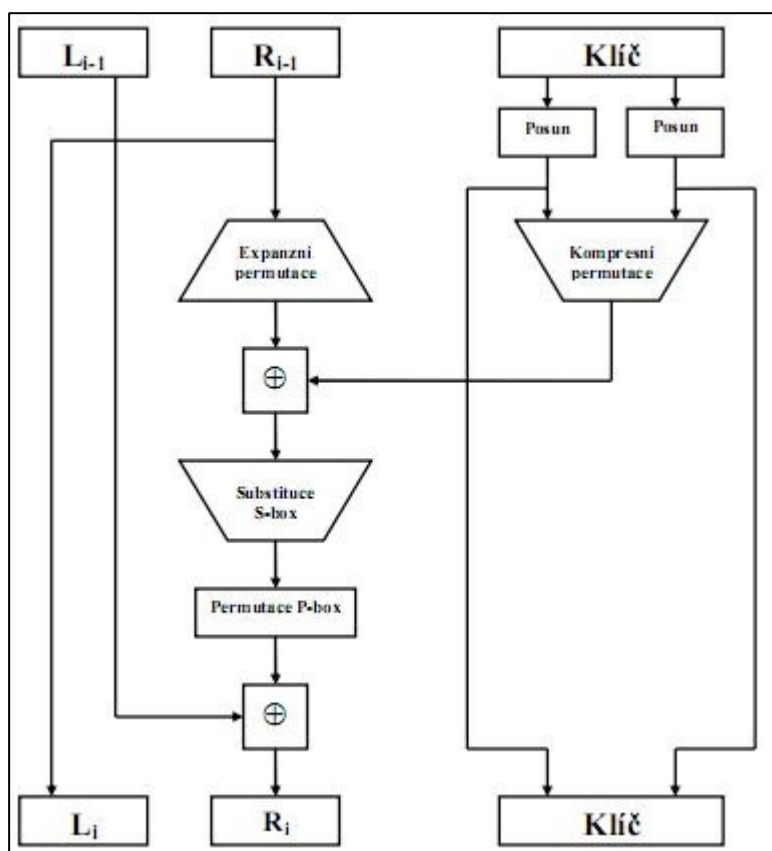 L i-1
R i-1
Klíč
Posun
Posun
Expanzní
permutace
Kompresní
permutace
⊕
Substituce
S-box
Permutace P-box
⊕
L i
R i
Klíč